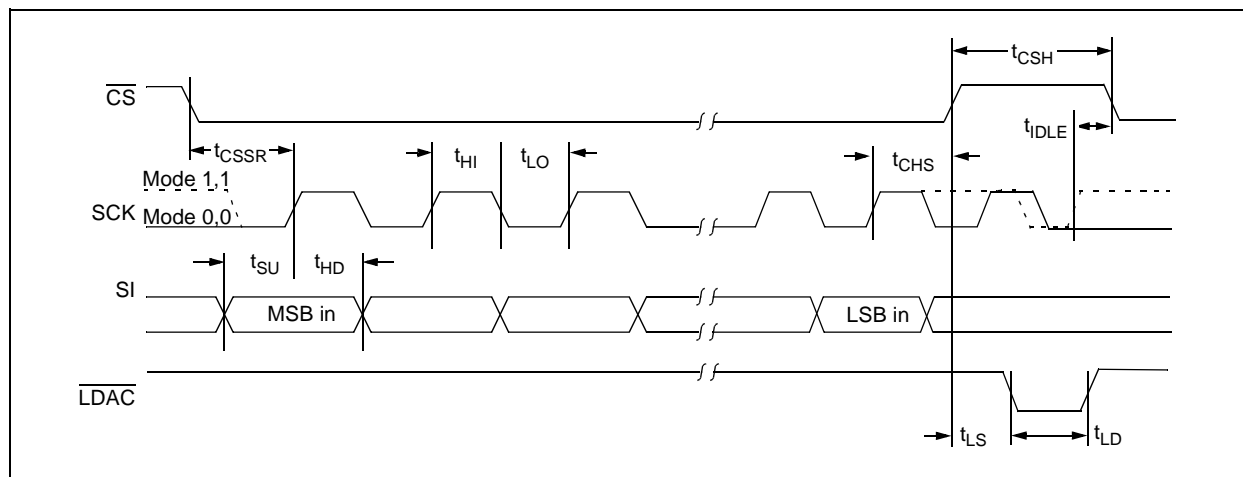 tCSH
CS
tIDLE
tCSSR
tHI
tLO
tCHS
Mode 1,1
SCK
Mode 0,0
tSU
tHD
SI
MSB in
LSB in
LDAC
tLS
tLD